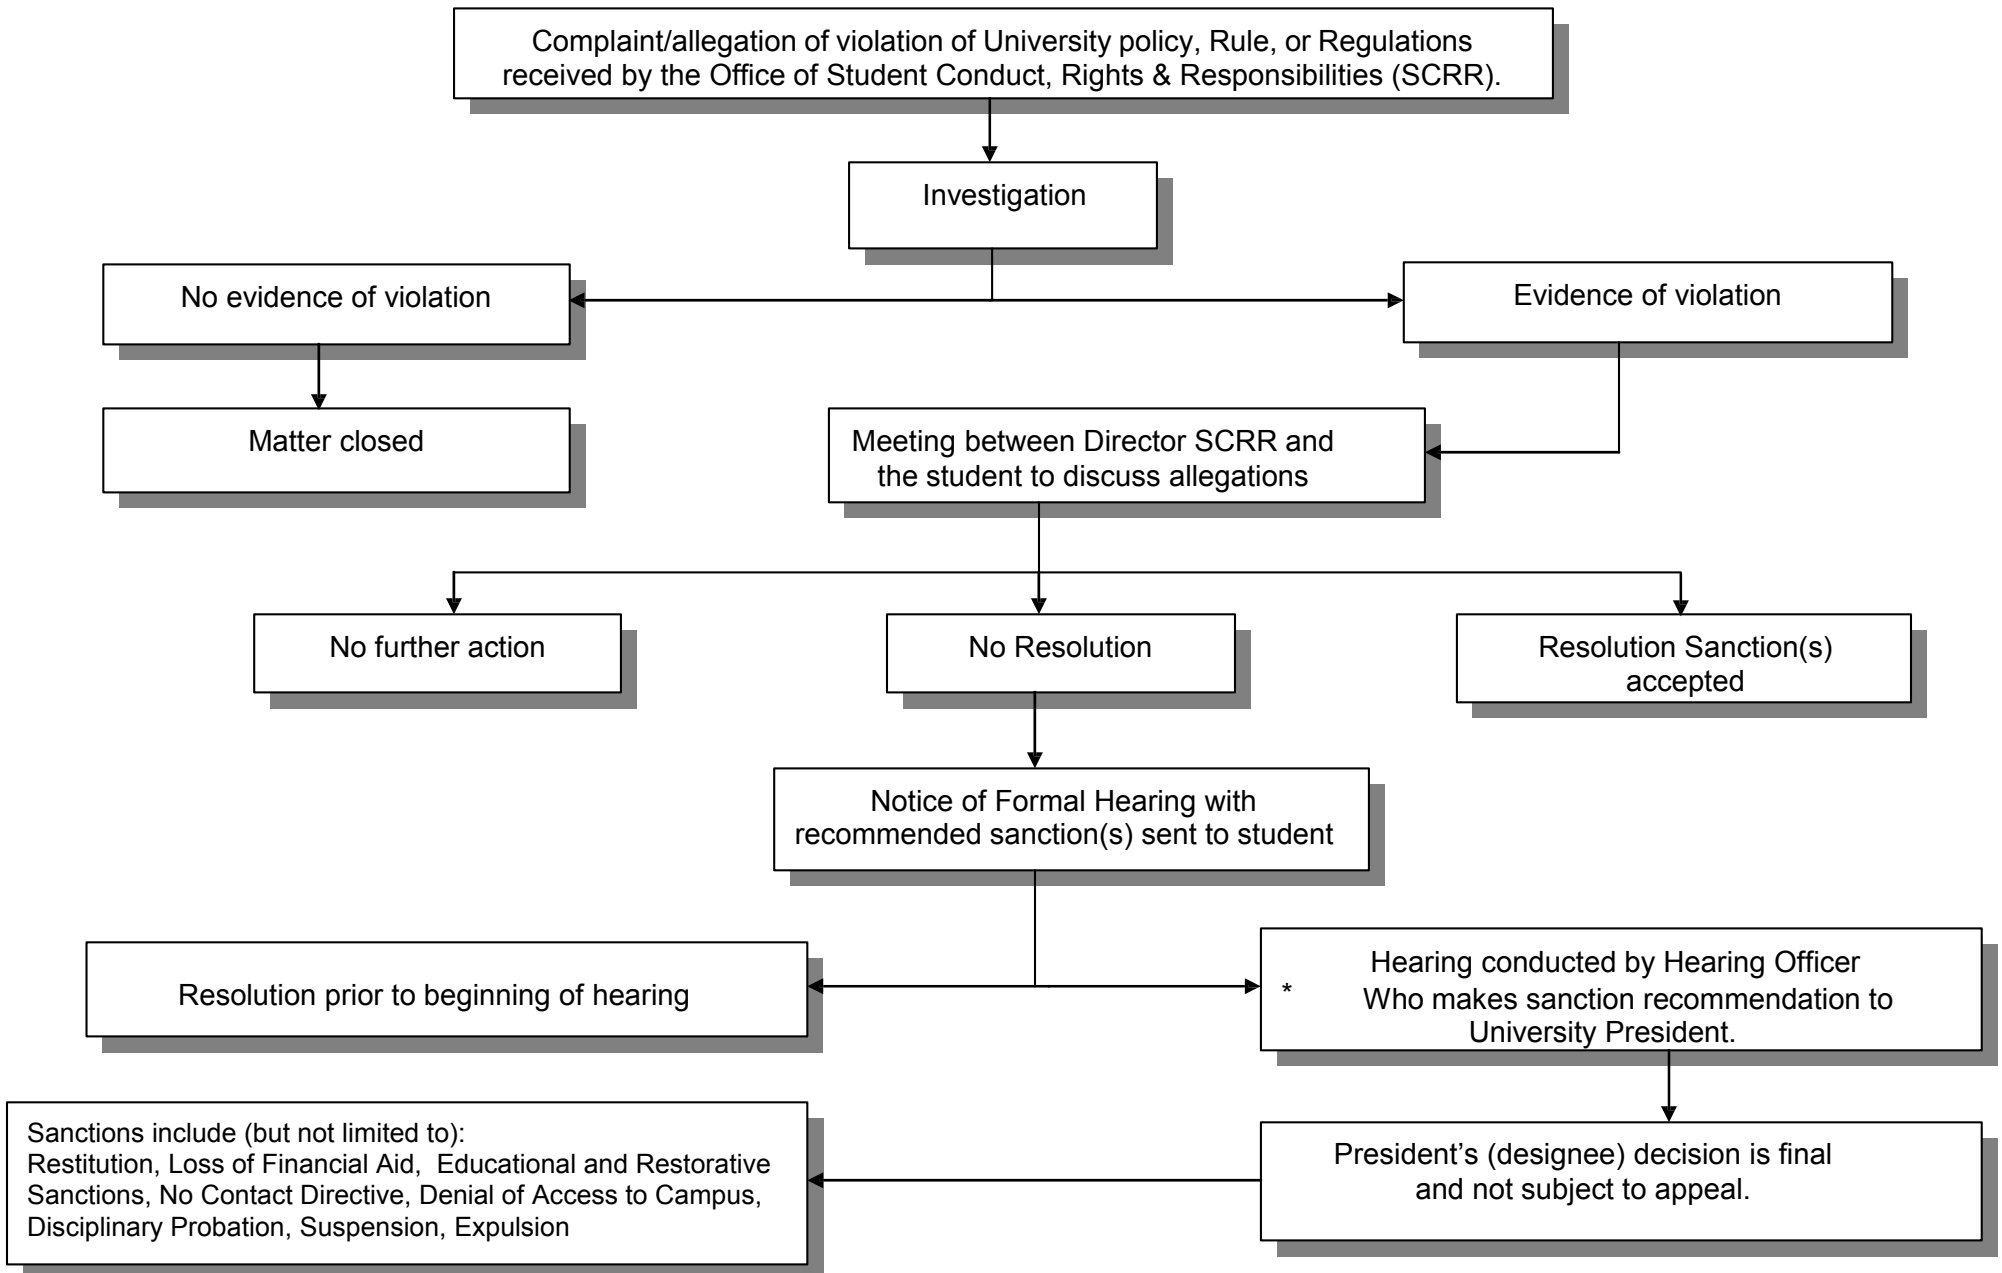 Complaint/allegation of violation of University policy, Rule, or Regulations
received by the Office of Student Conduct, Rights & Responsibilities (SCRR).
Investigation
No evidence of violation
Evidence of violation
Matter closed
Meeting between Director SCRR and
the student to discuss allegations
No further action
No Resolution
Resolution Sanction(s)
accepted
Notice of Formal Hearing with
recommended sanction(s) sent to student
Resolution prior to beginning of hearing
Hearing conducted by Hearing Officer
* Who makes sanction recommendation to
University President.
Sanctions include (but not limited to):
Restitution, Loss of Financial Aid, Educational and Restorative
Sanctions, No Contact Directive, Denial of Access to Campus,
Disciplinary Probation, Suspension, Expulsion
President’s (designee) decision is final
and not subject to appeal.